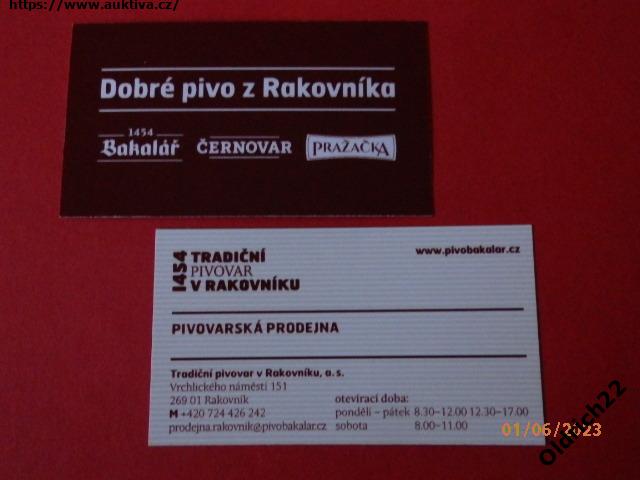 https://www.auktiva.cz/
Dobré pivo z Rakovníka
1454
Bakalář
ČERNOVAR
PRAŽAČKA
1454
TRADIČNÍ
PIVOVAR
V RAKOVNÍKU
www.pivobakalar.cz
PIVOVARSKÁ PRODEJNA
Tradiční pivovar v Rakovníku, a. s.
Vrchlického náměstí 151
269 01 Rakovník
M +420 724 426 242
prodejna.rakovnik@pivobakalar.cz
otevírací doba:
pondělí – pátek 8.30–12.00 12.30–17.00
sobota 8.00–11.00
01/06/2023
Oldrich22